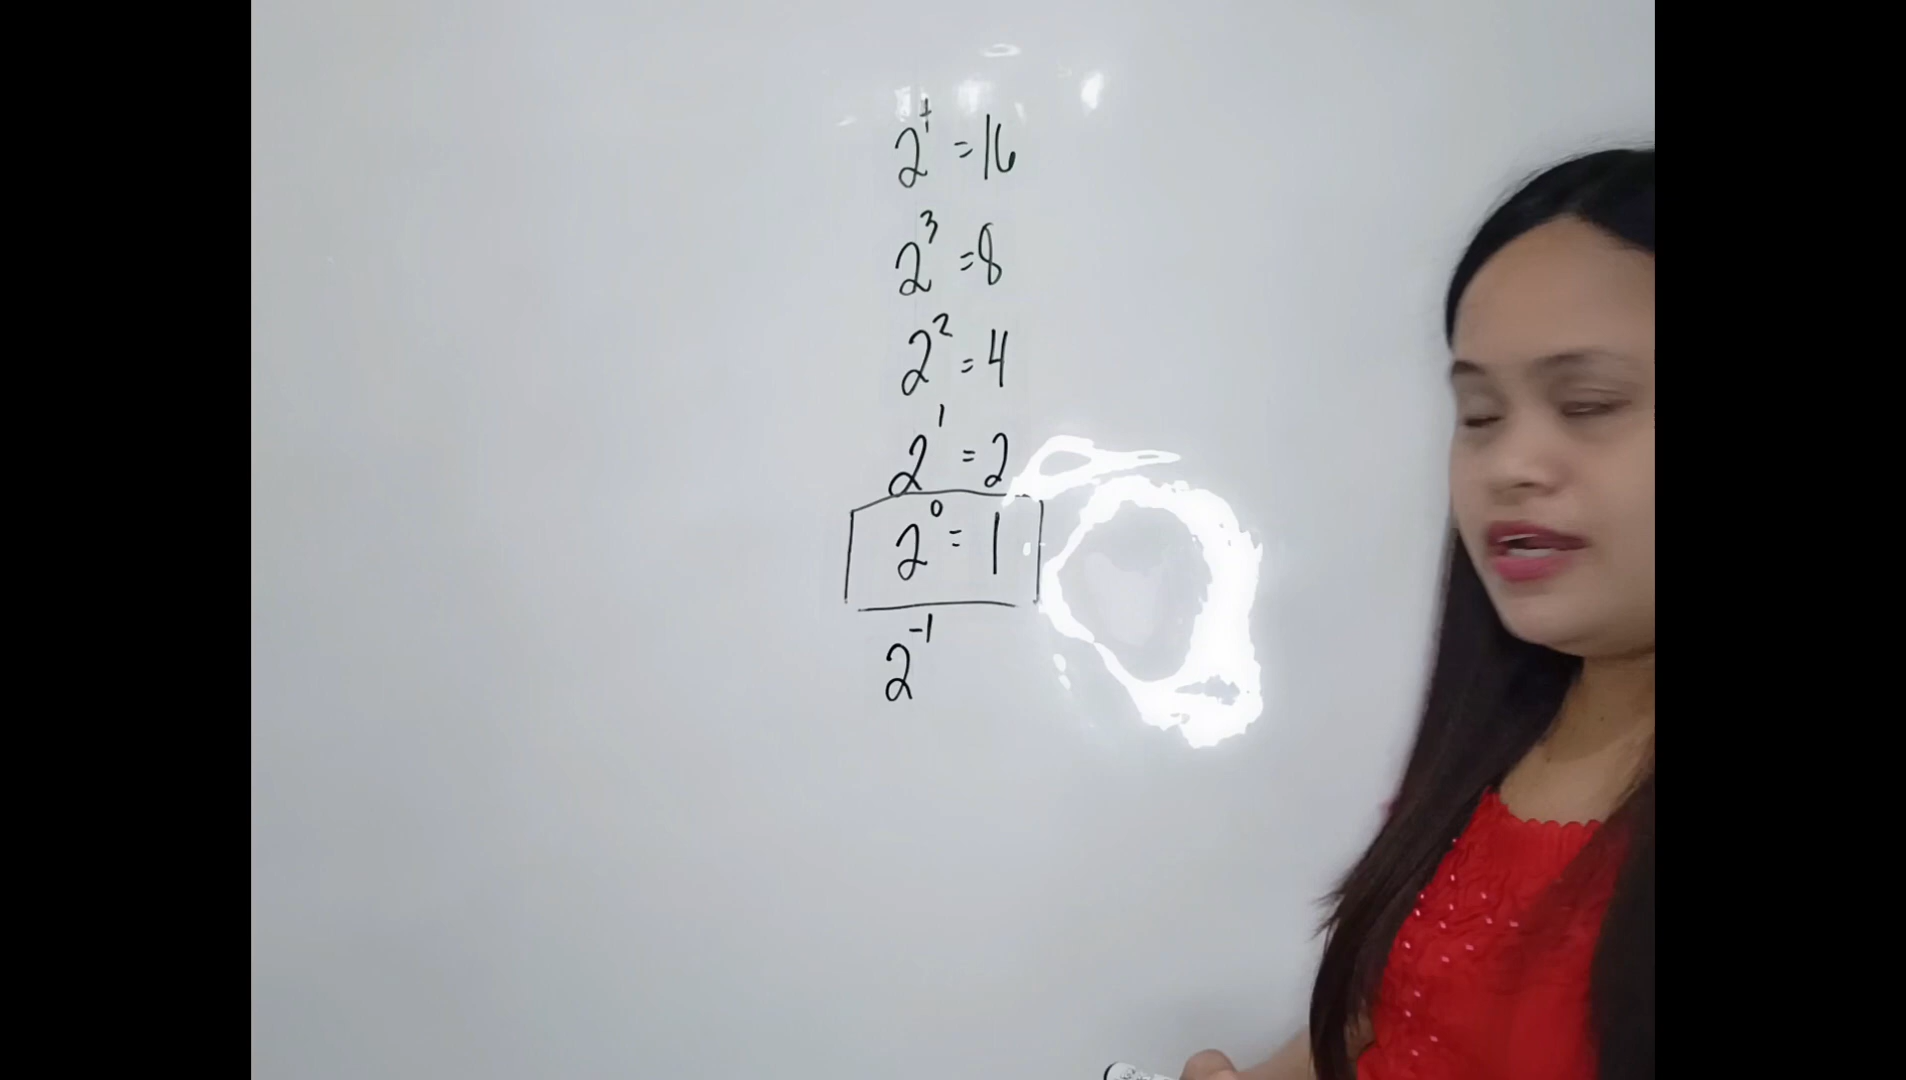 2⁴ = 16
2³ = 8
2² = 4
2¹ = 2
2⁰ = 1
2⁻¹